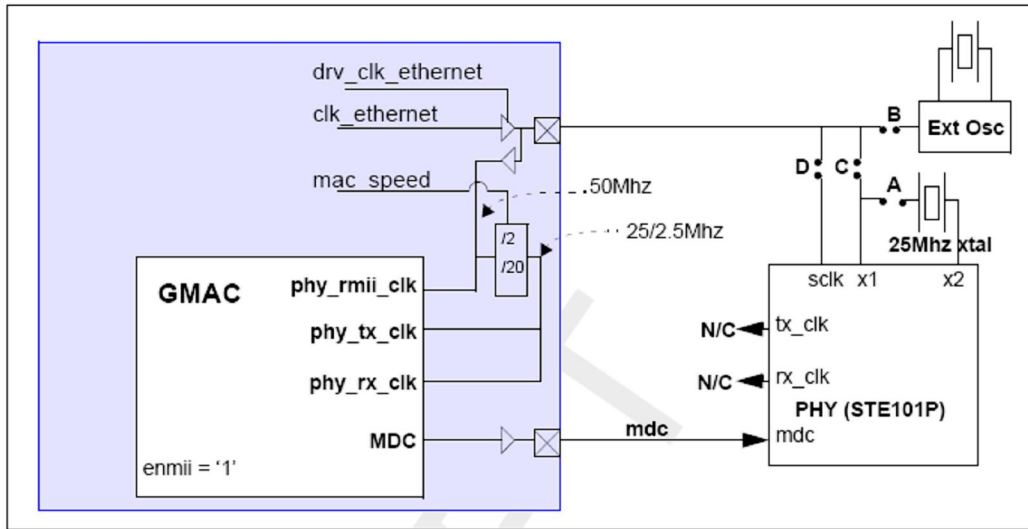 drv_clk_ethernet
clk_ethernet
B
Ext Osc
D
C
mac_speed
A
50Mhz
/2
/20
25/2.5Mhz
25Mhz xtal
GMAC
phy_rmii_clk
sclk
x1
x2
phy_tx_clk
N/C
tx_clk
phy_rx_clk
N/C
rx_clk
PHY (STE101P)
MDC
mdc
mdc
enmii = ‘1’